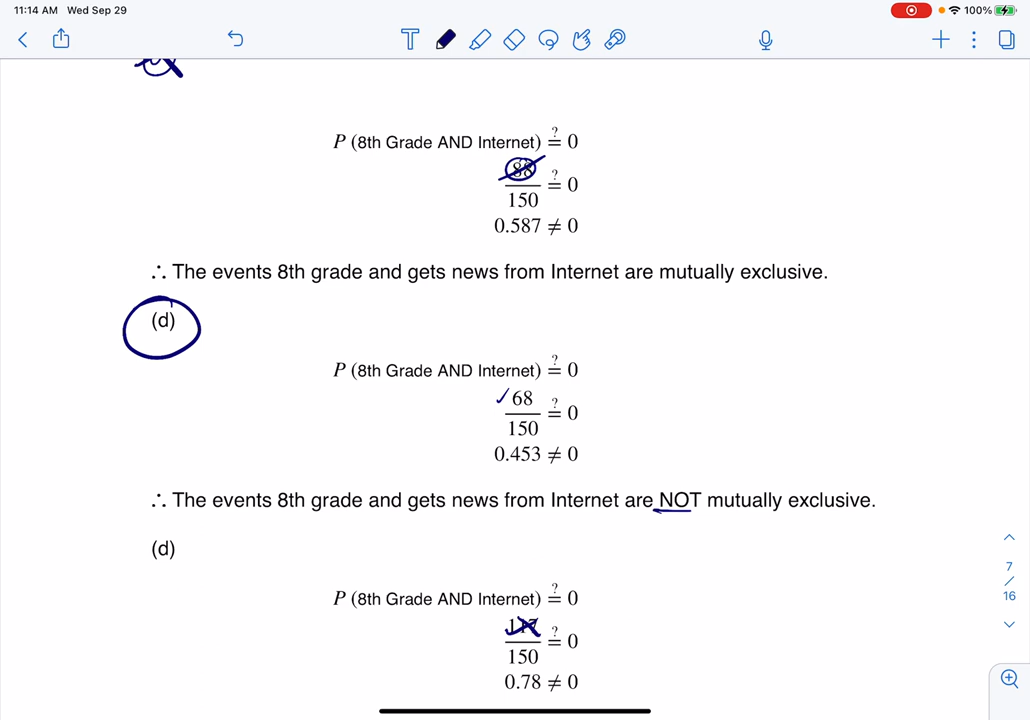 11:14 AM Wed Sep 29
100%
P (8th Grade AND Internet) ≟ 0
88/150 ≟ 0
0.587 ≠ 0
∴ The events 8th grade and gets news from Internet are mutually exclusive.
(d)
P (8th Grade AND Internet) ≟ 0
✓68/150 ≟ 0
0.453 ≠ 0
∴ The events 8th grade and gets news from Internet are NOT mutually exclusive.
(d)
P (8th Grade AND Internet) ≟ 0
117/150 ≟ 0
0.78 ≠ 0
7
/
16